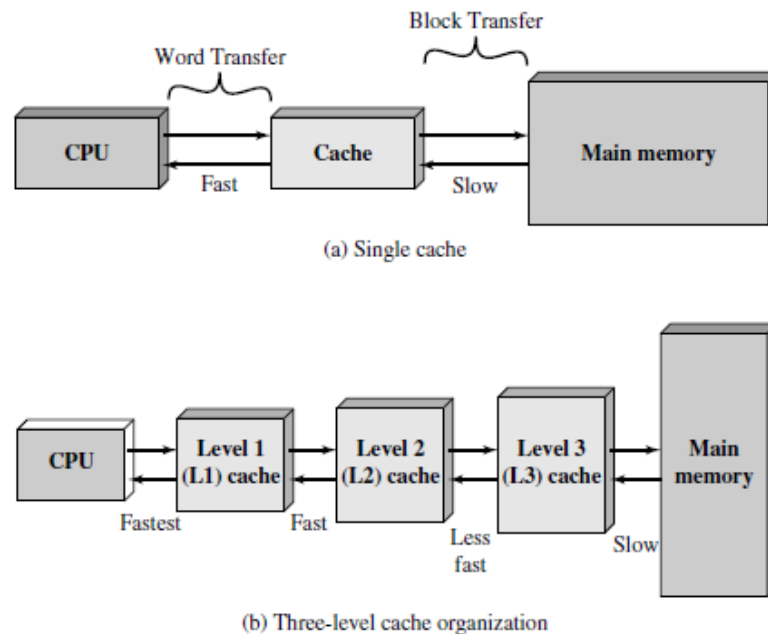 Block Transfer
Word Transfer
CPU
Cache
Main memory
Fast
Slow
(a) Single cache
CPU
Level 1
(L1) cache
Level 2
(L2) cache
Level 3
(L3) cache
Main
memory
Fastest
Fast
Less
fast
Slow
(b) Three-level cache organization